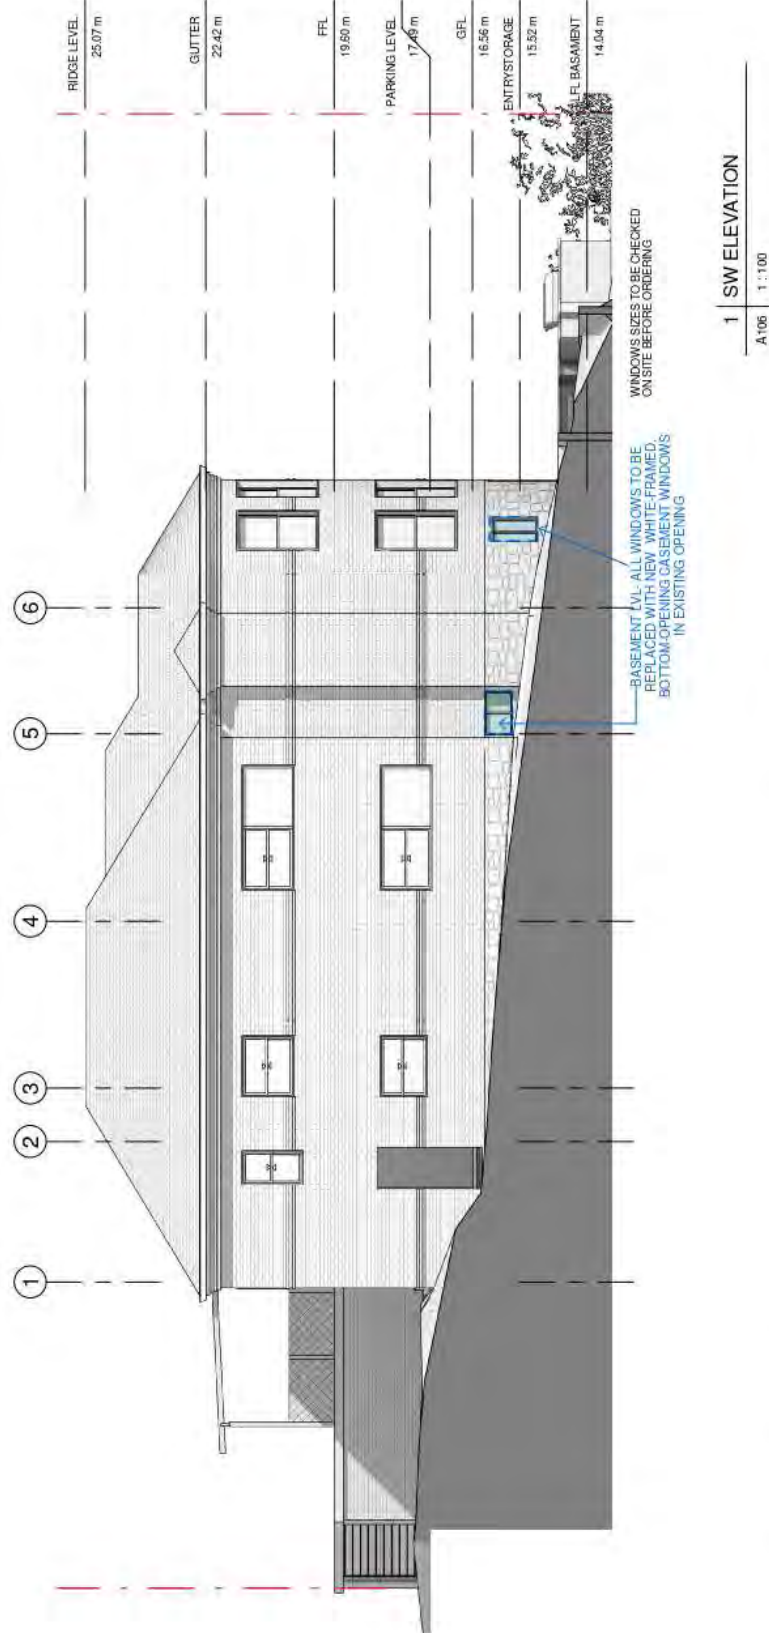 1
2
3
4
5
6
RIDGE LEVEL
25.07 m
GUTTER
22.42 m
FFL
19.60 m
PARKING LEVEL
17.49 m
GFL
16.56 m
ENTRYSTORAGE
15.52 m
LFL BASAMENT
14.04 m
BASEMENT LVL- ALL WINDOWS TO BE
REPLACED WITH NEW WHITE-FRAMED,
BOTTOM-OPENING CASEMENT WINDOWS
IN EXISTING OPENING
WINDOWS SIZES TO BE CHECKED
ON SITE BEFORE ORDERING
1 SW ELEVATION
A106 1 : 100